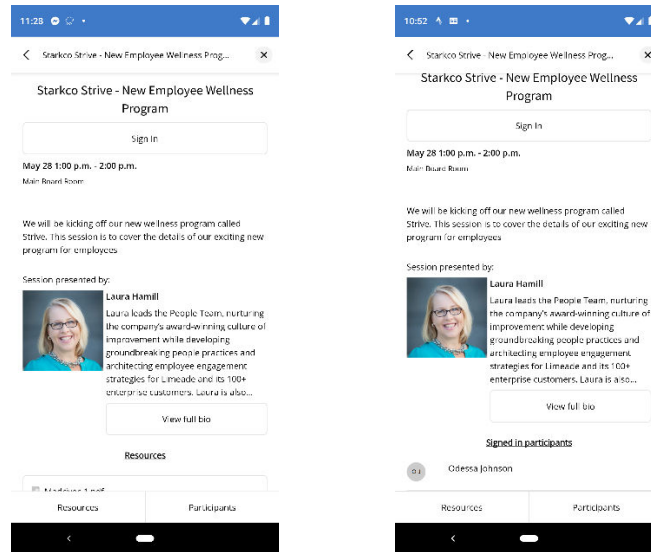 11:28
Starkco Strive - New Employee Wellness Prog...
Starkco Strive - New Employee Wellness
Program
Sign In
May 28 1:00 p.m. - 2:00 p.m.
Main Board Room
We will be kicking off our new wellness program called
Strive. This session is to cover the details of our exciting new
program for employees
Session presented by:
Laura Hamill
Laura leads the People Team, nurturing
the company's award-winning culture of
improvement while developing
groundbreaking people practices and
architecting employee engagement
strategies for Limeade and its 100+
enterprise customers. Laura is also...
View full bio
Resources
Resources
Participants
10:52
Starkco Strive - New Employee Wellness Prog...
Starkco Strive - New Employee Wellness
Program
Sign In
May 28 1:00 p.m. - 2:00 p.m.
Main Board Room
We will be kicking off our new wellness program called
Strive. This session is to cover the details of our exciting new
program for employees
Session presented by:
Laura Hamill
Laura leads the People Team, nurturing
the company's award-winning culture of
improvement while developing
groundbreaking people practices and
architecting employee engagement
strategies for Limeade and its 100+
enterprise customers. Laura is also...
View full bio
Signed in participants
OJ
Odessa Johnson
Resources
Participants